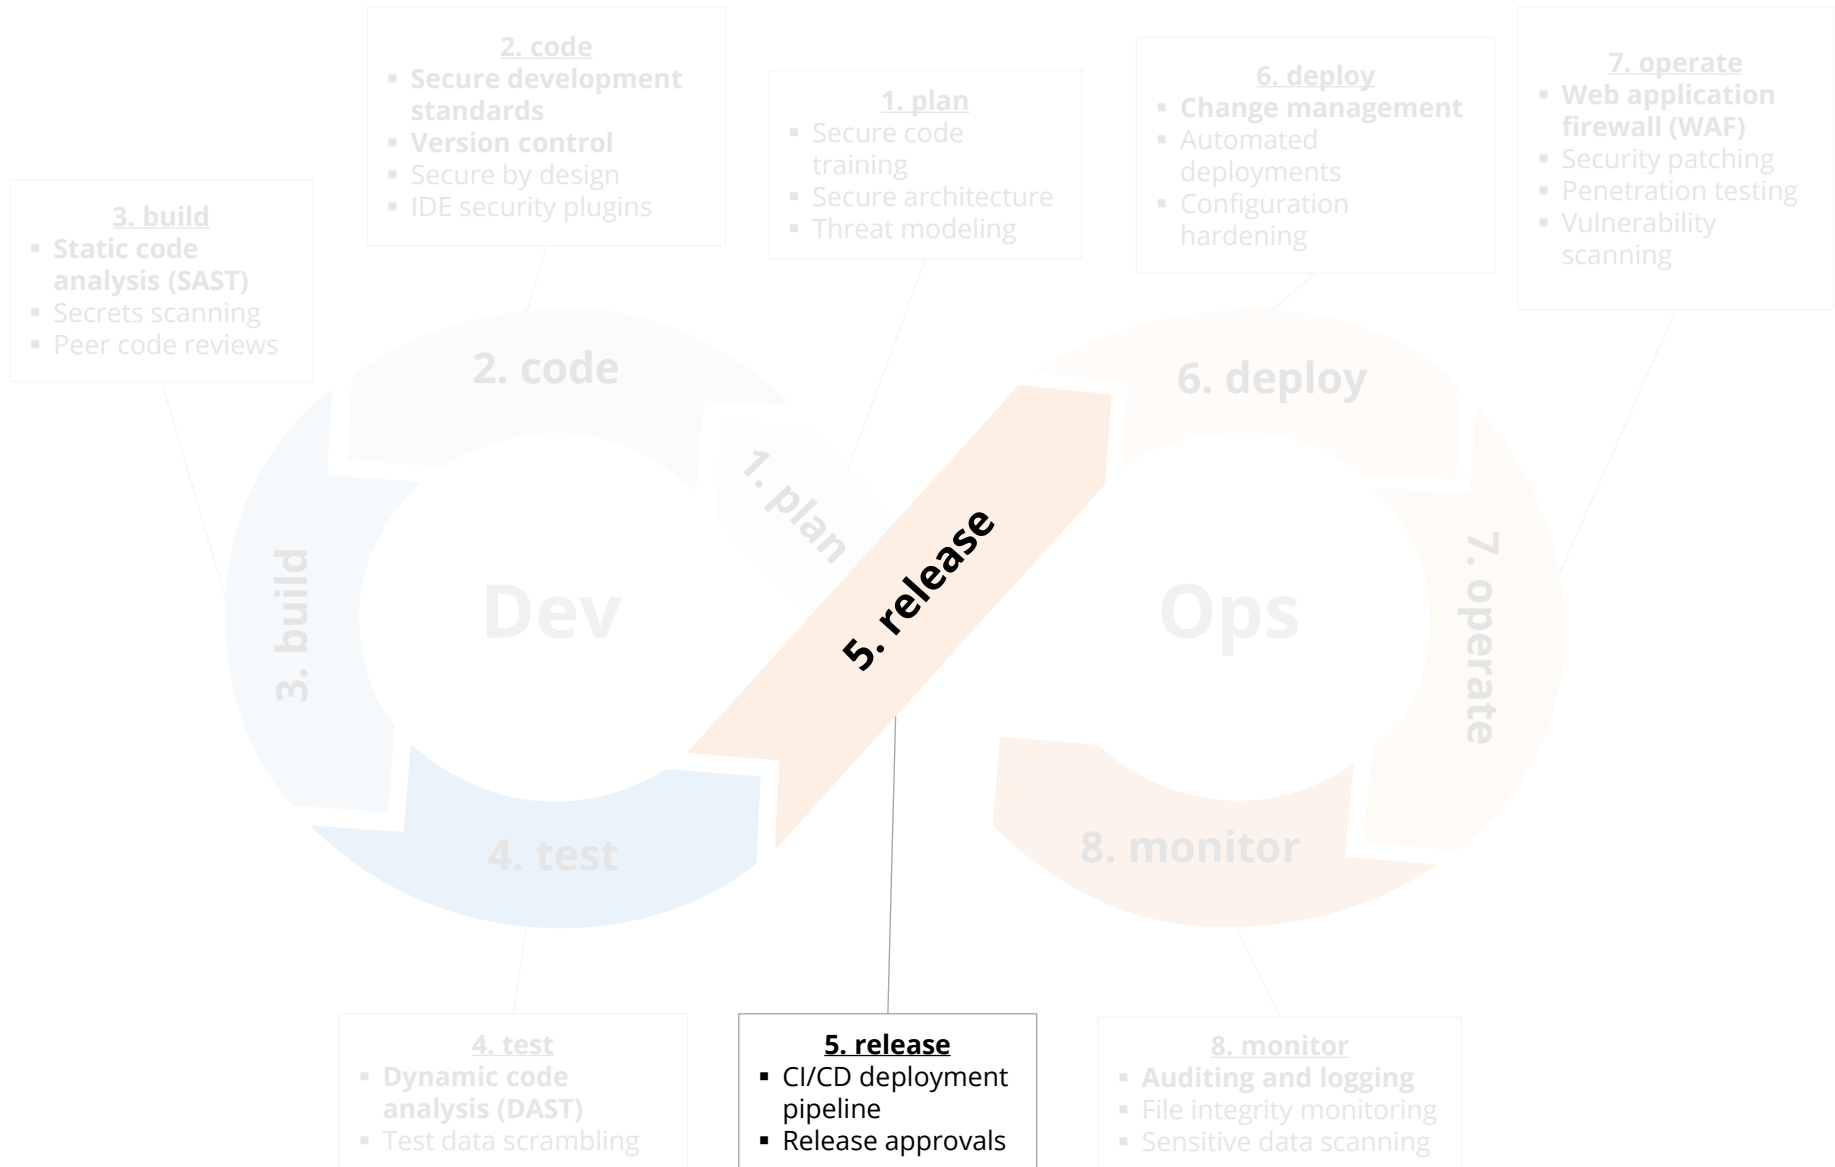 2. code
▪ Secure development
standards
▪ Version control
▪ Secure by design
▪ IDE security plugins
1. plan
▪ Secure code
training
▪ Secure architecture
▪ Threat modeling
6. deploy
▪ Change management
▪ Automated
deployments
▪ Configuration
hardening
7. operate
▪ Web application
firewall (WAF)
▪ Security patching
▪ Penetration testing
▪ Vulnerability
scanning
3. build
▪ Static code
analysis (SAST)
▪ Secrets scanning
▪ Peer code reviews
2. code
1. plan
3. build
Dev
4. test
5. release
6. deploy
Ops
7. operate
8. monitor
4. test
▪ Dynamic code
analysis (DAST)
▪ Test data scrambling
5. release
▪ CI/CD deployment
pipeline
▪ Release approvals
8. monitor
▪ Auditing and logging
▪ File integrity monitoring
▪ Sensitive data scanning